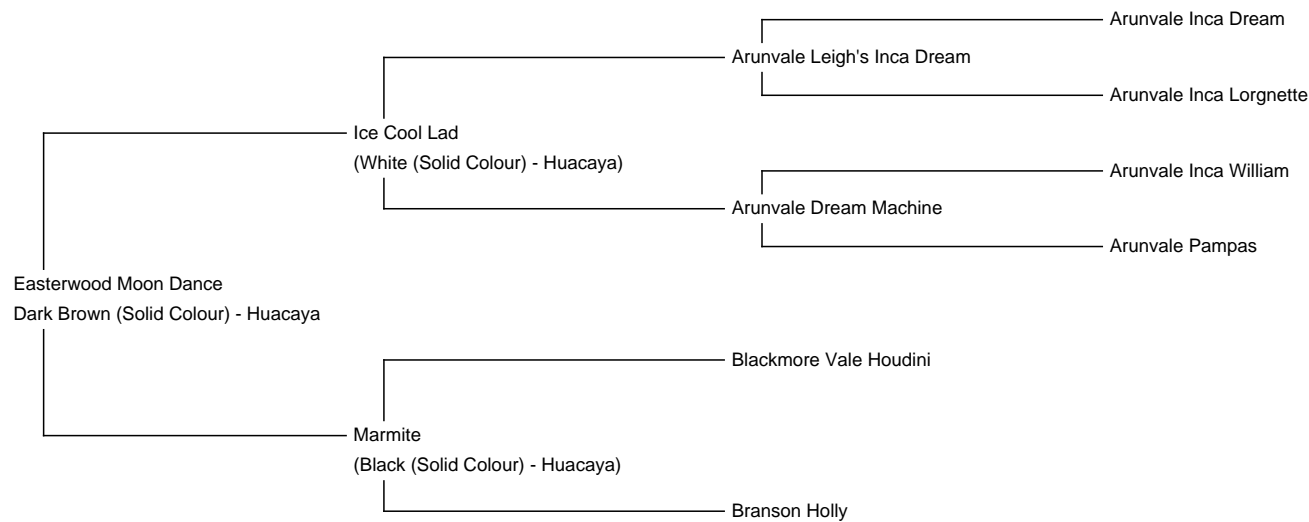 Arunvale Inca Dream
Arunvale Leigh's Inca Dream
Arunvale Inca Lorgnette
Ice Cool Lad
(White (Solid Colour) - Huacaya)
Arunvale Inca William
Arunvale Dream Machine
Arunvale Pampas
Easterwood Moon Dance
Dark Brown (Solid Colour) - Huacaya
Blackmore Vale Houdini
Marmite
(Black (Solid Colour) - Huacaya)
Branson Holly